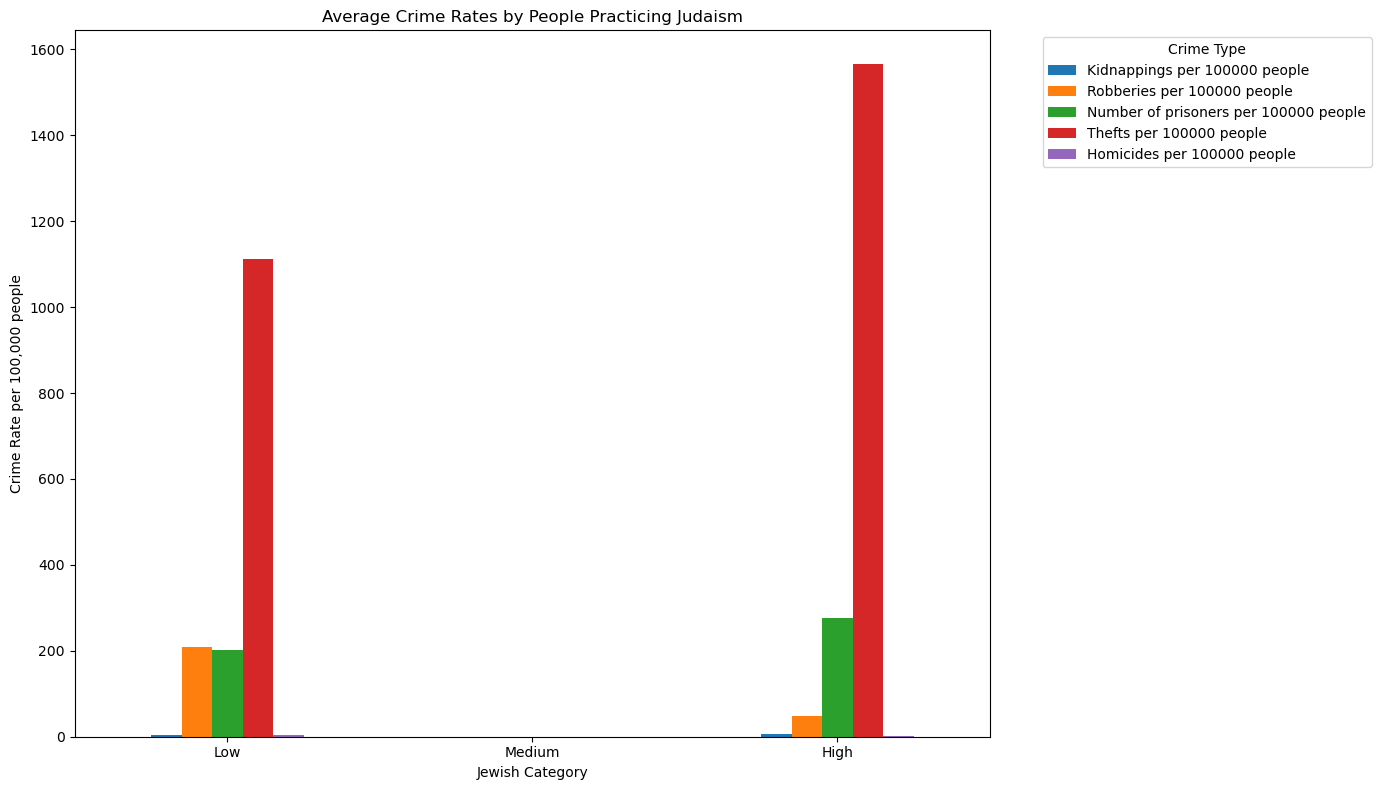 Average Crime Rates by People Practicing Judaism
Crime Type
Kidnappings per 100000 people
Robberies per 100000 people
Number of prisoners per 100000 people
Thefts per 100000 people
Homicides per 100000 people
Crime Rate per 100,000 people
1600
1400
1200
1000
800
600
400
200
0
Low
Medium
High
Jewish Category